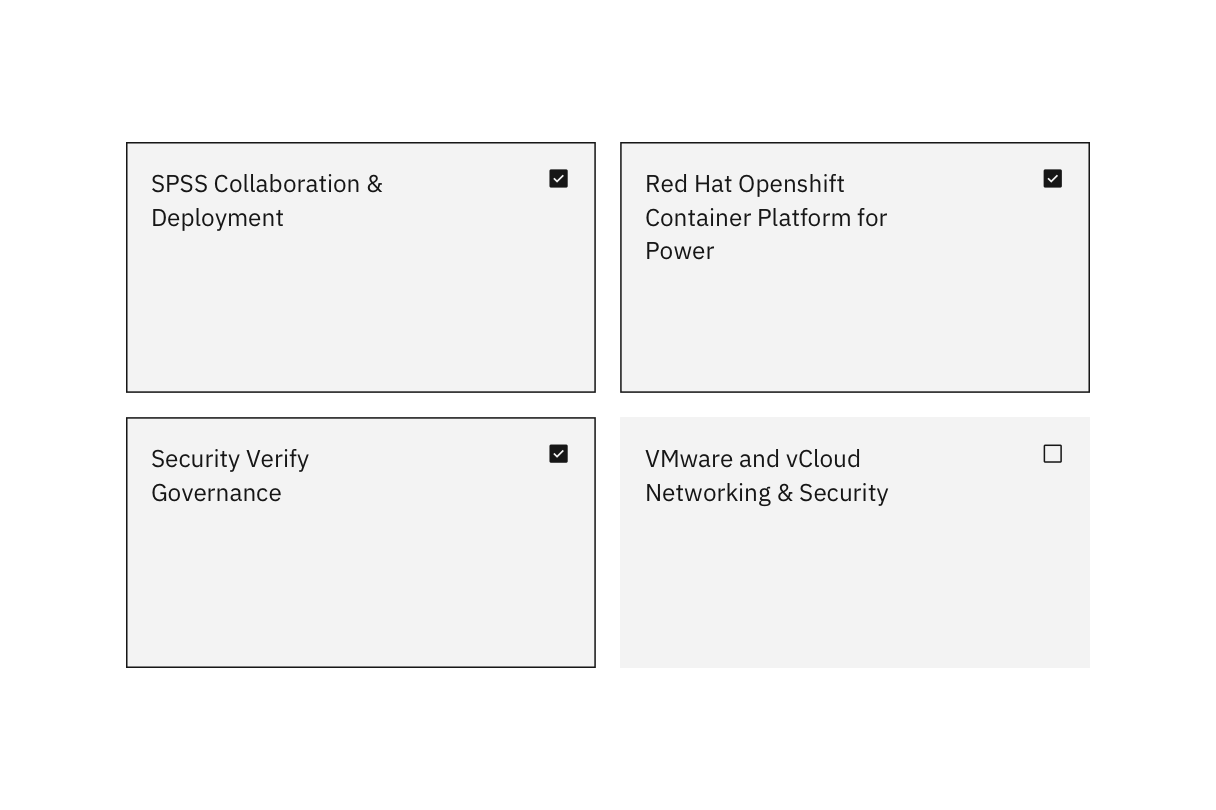 SPSS Collaboration &
Deployment
Red Hat Openshift
Container Platform for
Power
Security Verify
Governance
VMware and vCloud
Networking & Security